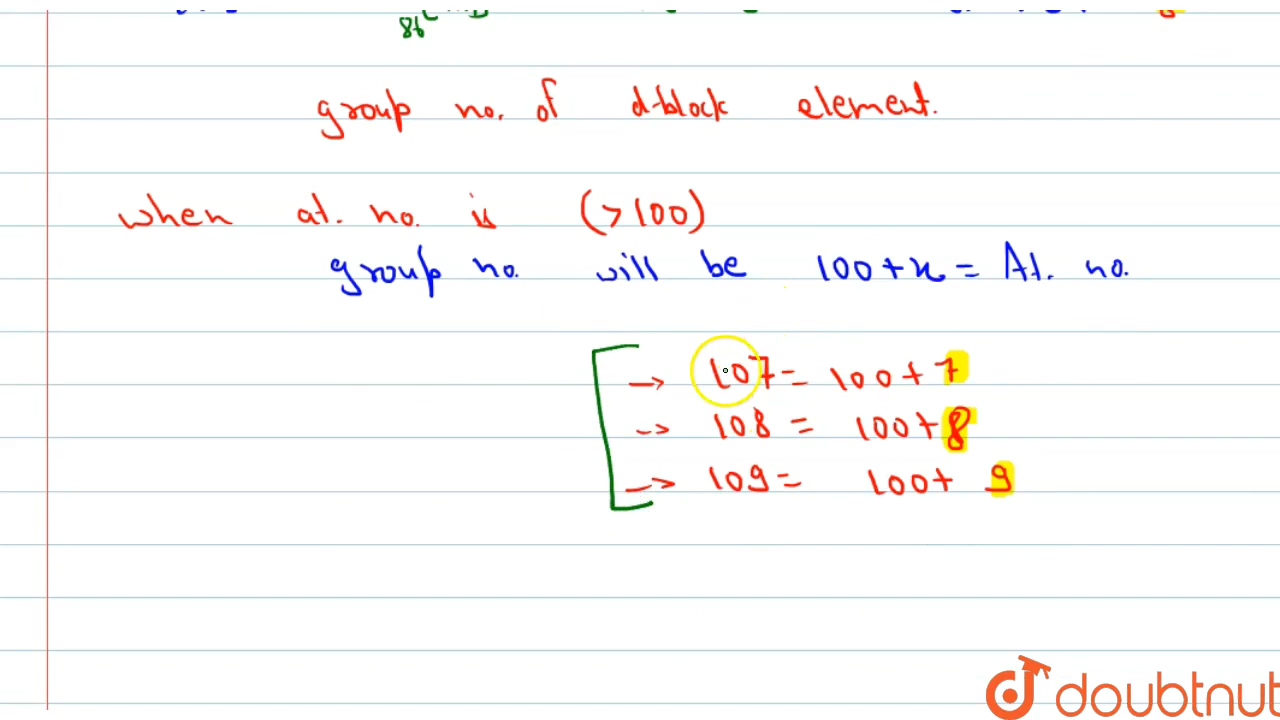 86
group no. of d-block element.
when at. no. is (>100)
group no. will be 100+x = At. no.
→ 107 = 100+7
→ 108 = 100+8
→ 109 = 100+ 9
doubtnut